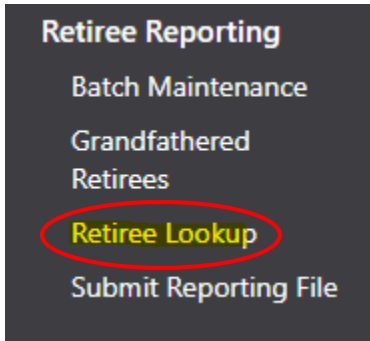 Retiree Reporting
Batch Maintenance
Grandfathered
Retirees
Retiree Lookup
Submit Reporting File